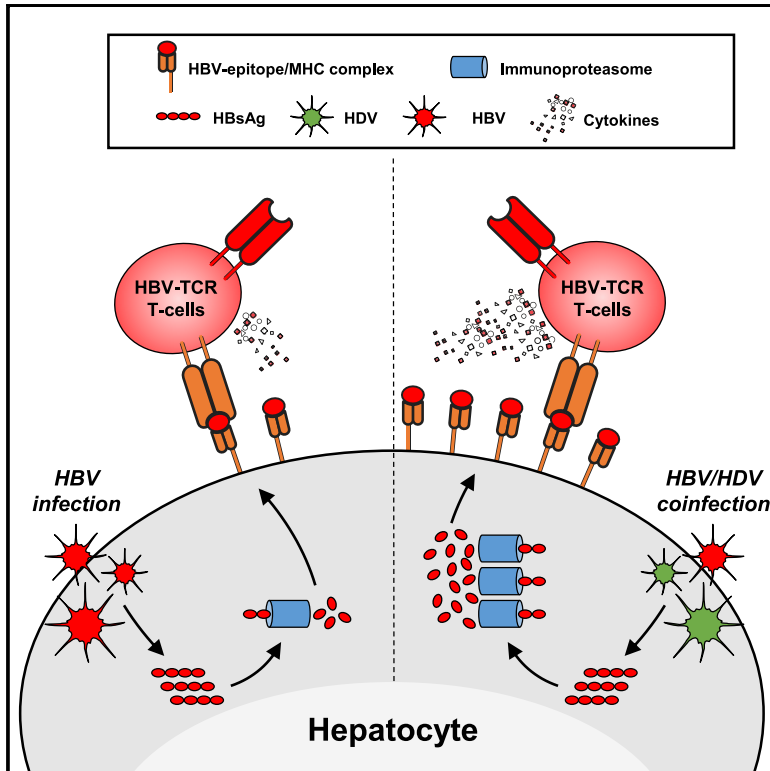 HBV-epitope/MHC complex
Immunoproteasome
HBsAg
HDV
HBV
Cytokines
HBV-TCR
T-cells
HBV-TCR
T-cells
HBV
infection
HBV/HDV
coinfection
Hepatocyte